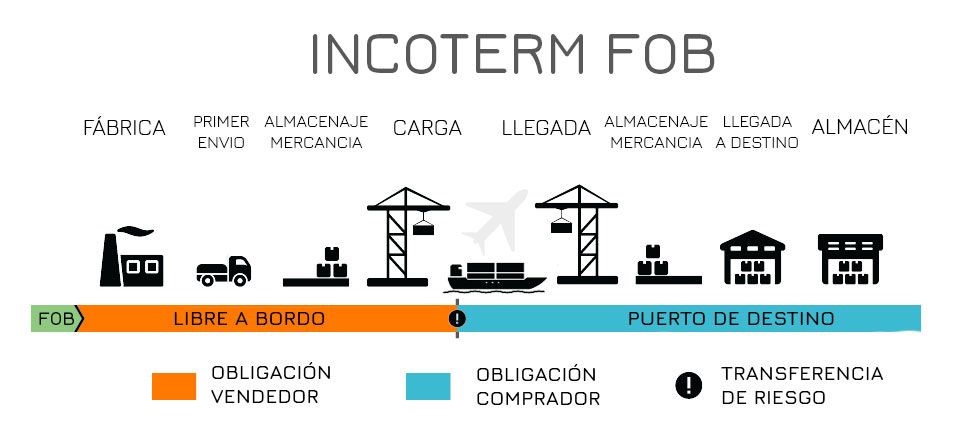 INCOTERM FOB
FÁBRICA
PRIMER
ENVIO
ALMACENAJE
MERCANCIA
CARGA
LLEGADA
ALMACENAJE
MERCANCIA
LLEGADA
A DESTINO
ALMACÉN
FOB
LIBRE A BORDO
!
PUERTO DE DESTINO
OBLIGACIÓN
VENDEDOR
OBLIGACIÓN
COMPRADOR
!
TRANSFERENCIA
DE RIESGO